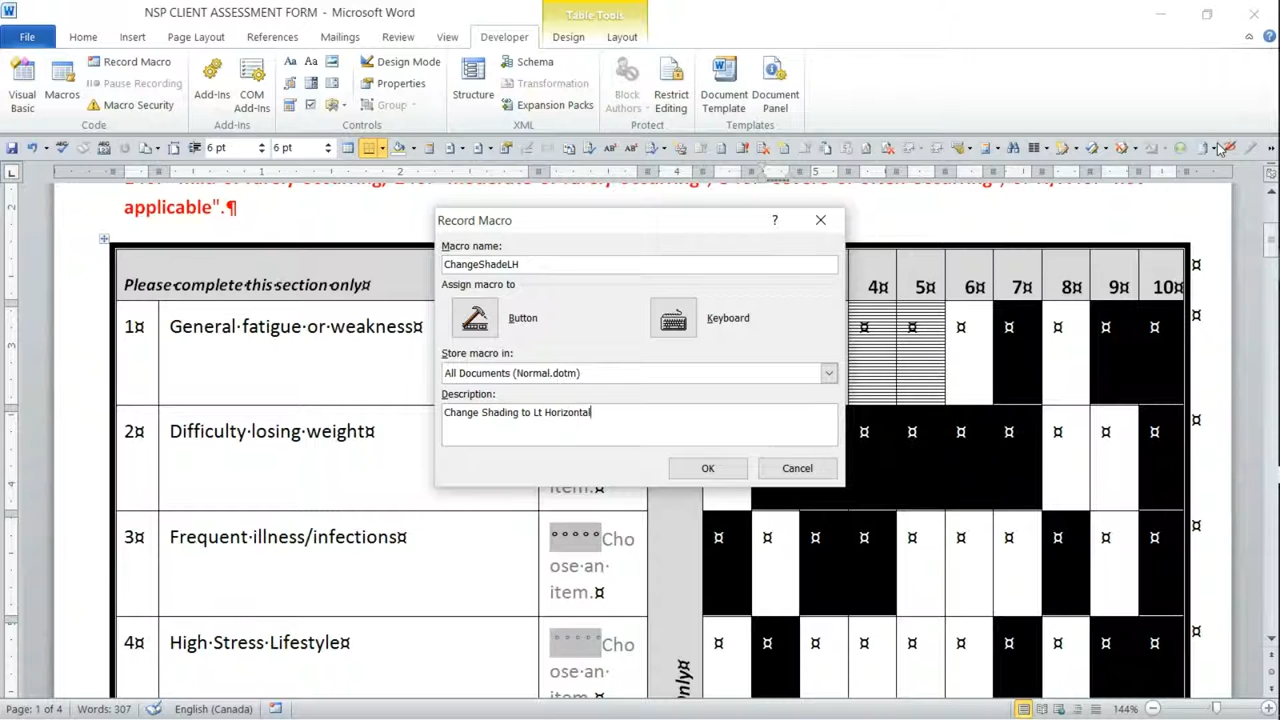 NSP CLIENT ASSESSMENT FORM - Microsoft Word
Table Tools
File Home Insert Page Layout References Mailings Review View Developer Design Layout
Visual Basic
Macros
Record Macro
Pause Recording
Macro Security
Code
Add-Ins
COM Add-Ins
Add-Ins
Design Mode
Properties
Group
Controls
Structure
Schema
Transformation
Expansion Packs
XML
Block Authors
Restrict Editing
Protect
Document Template
Document Panel
Templates
6 pt 6 pt
applicable".¶
Record Macro
Macro name:
ChangeShadeLH
Assign macro to
Button Keyboard
Store macro in:
All Documents (Normal.dotm)
Description:
Change Shading to Lt Horizontal
OK Cancel
Please·complete·this·section·only¤ 4¤ 5¤ 6¤ 7¤ 8¤ 9¤ 10¤
1¤ General·fatigue·or·weakness¤
2¤ Difficulty·losing·weight¤
item.¤
3¤ Frequent·illness/infections¤ Cho
ose·an·
item.¤
4¤ High·Stress·Lifestyle¤ Cho
ose·an·
only¤
Page: 1 of 4 Words: 307 English (Canada) 144%